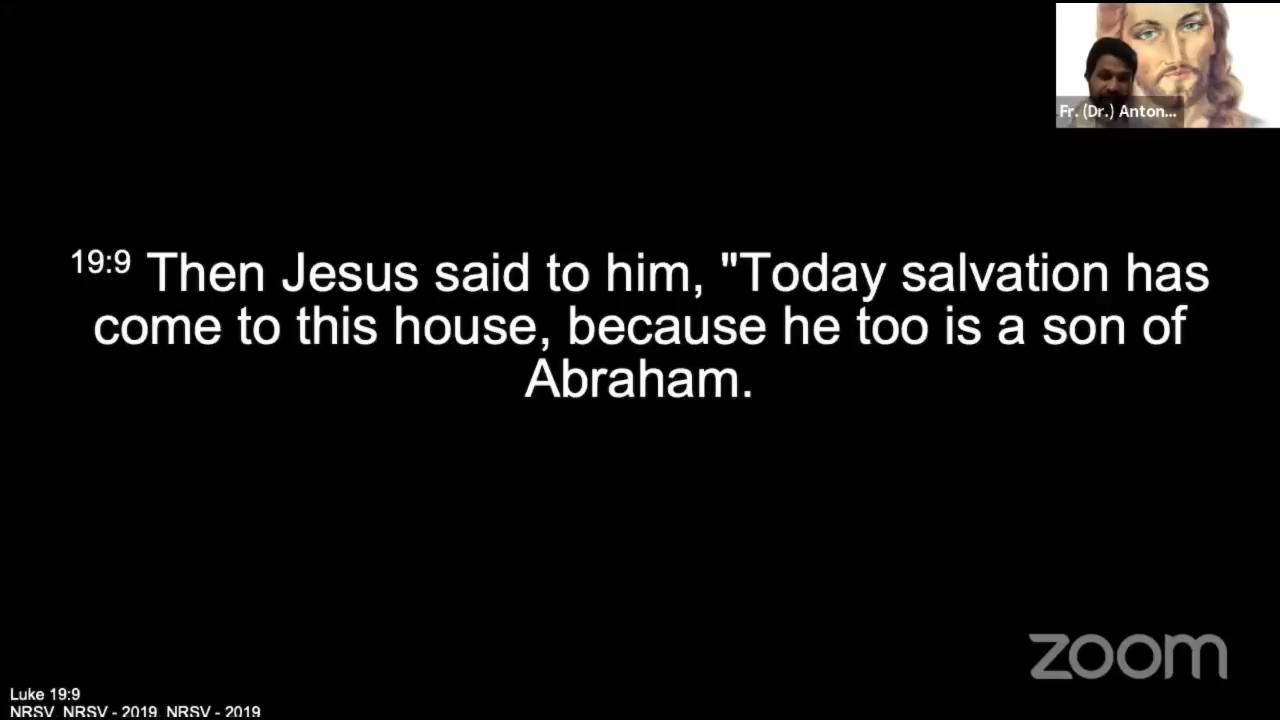 Fr. (Dr.) Anton...
19:9 Then Jesus said to him, "Today salvation has
come to this house, because he too is a son of
Abraham.
zoom
Luke 19:9
NRSV, NRSV - 2019, NRSV - 2019